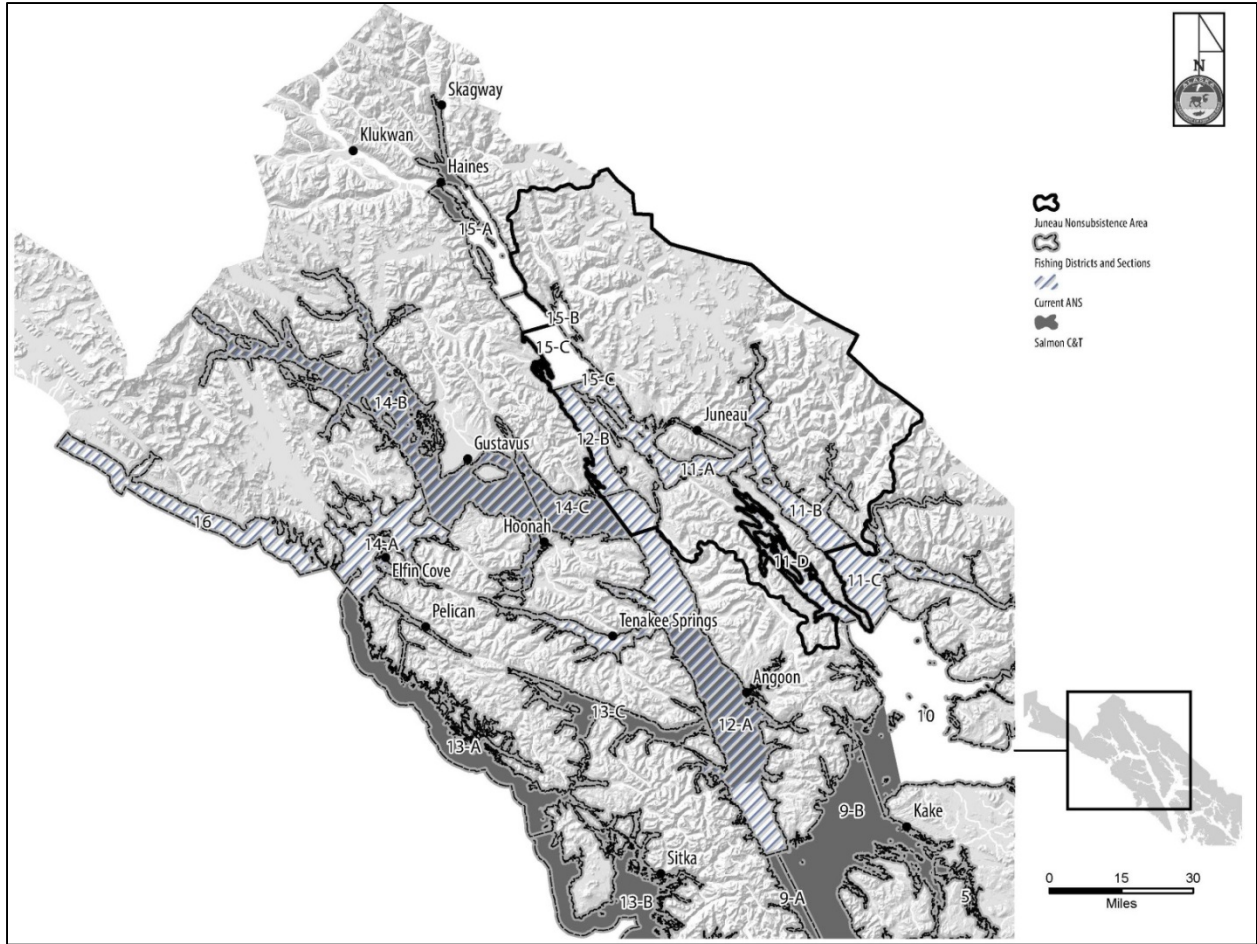 Skagway
Klukwan
Haines
15-A
15-B
15-C
15-C
Juneau
14-B
Gustavus
12-B
11-A
11-B
14-C
16
Hoonah
14-A
Elfin Cove
11-D
11-C
Pelican
Tenakee Springs
Angoon
13-C
12-A
10
13-A
9-B
Kake
Sitka
13-B
9-A
5
N
ALASKA
Juneau Nonsubsistence Area
Fishing Districts and Sections
Current ANS
Salmon C&T
0 15 30
Miles